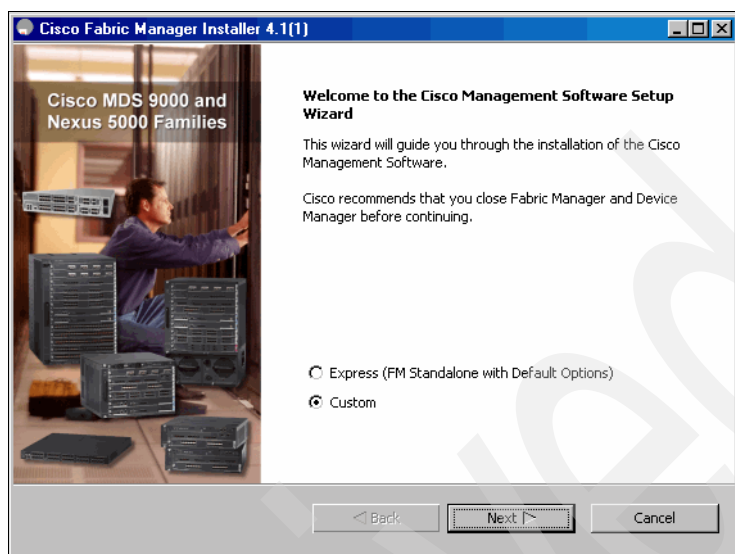 Cisco Fabric Manager Installer 4.1(1)
Cisco MDS 9000 and
Nexus 5000 Families
Welcome to the Cisco Management Software Setup
Wizard
This wizard will guide you through the installation of the Cisco
Management Software.
Cisco recommends that you close Fabric Manager and Device
Manager before continuing.
Express (FM Standalone with Default Options)
Custom
Back
Next
Cancel